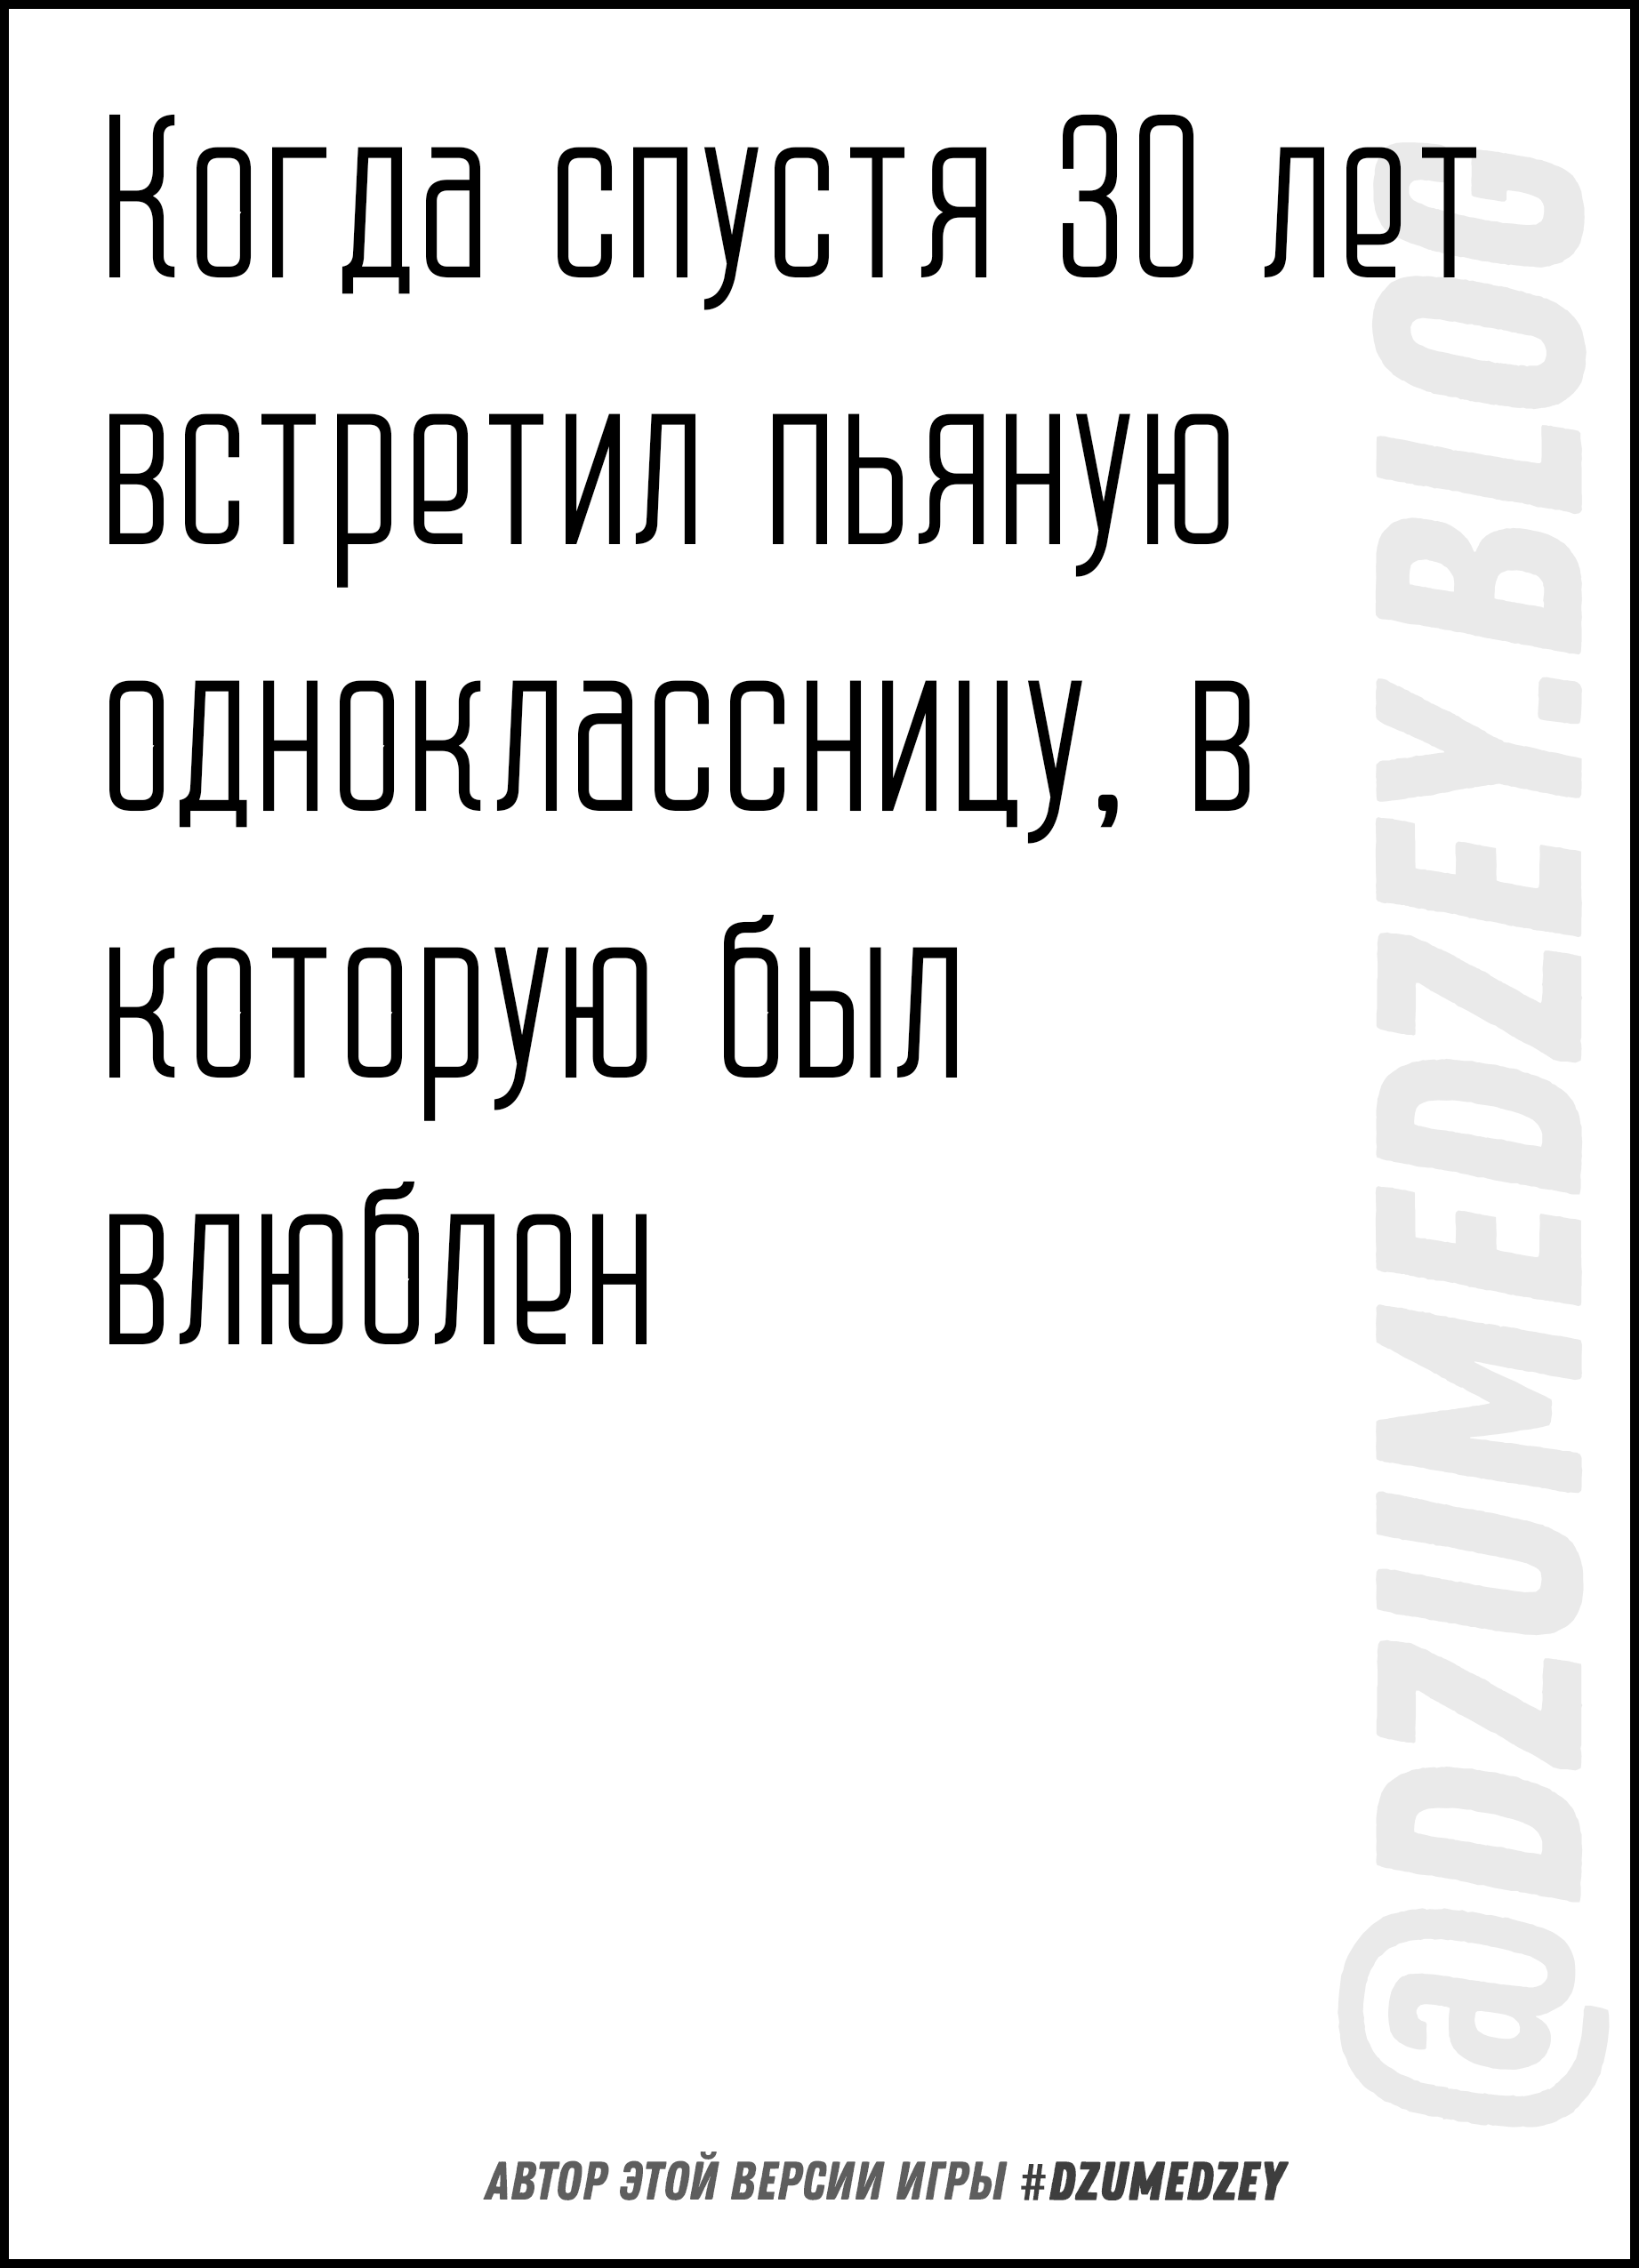 Когда спустя 30 лет
встретил пьяную
одноклассницу, в
которую был
влюблен
@DZUMEDZEY.BLOG
АВТОР ЭТОЙ ВЕРСИИ ИГРЫ #DZUMEDZEY